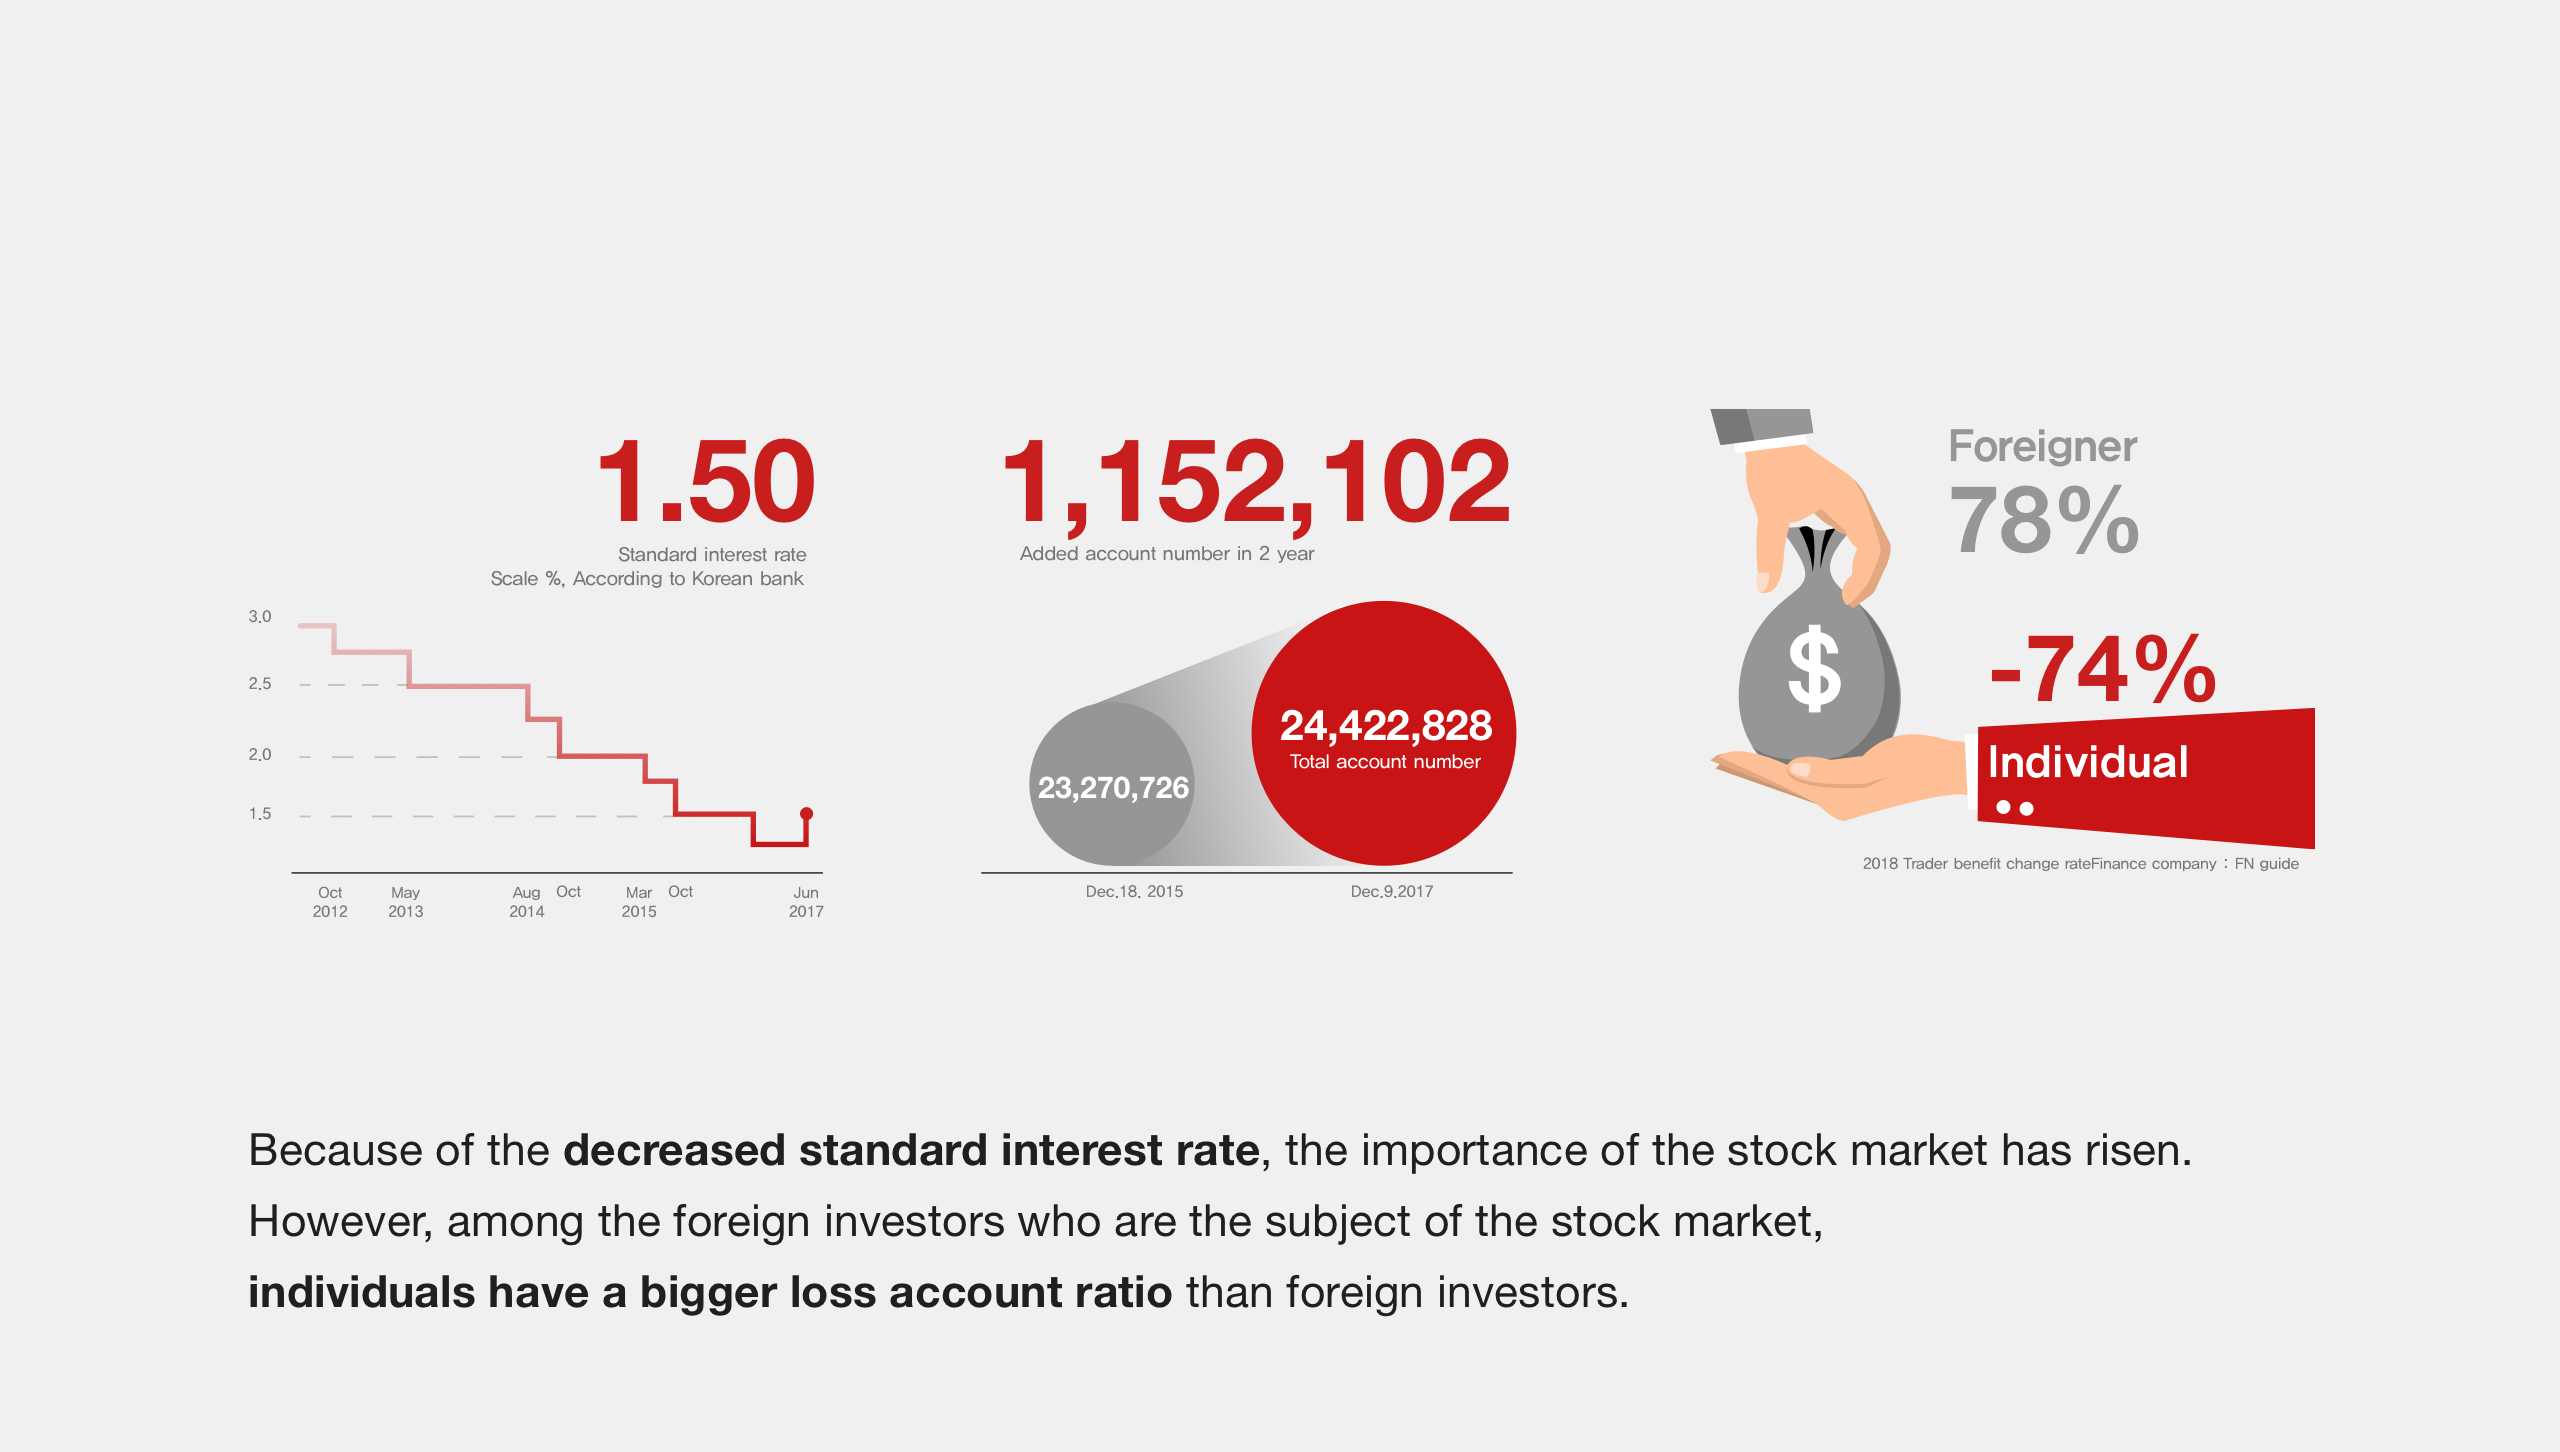 1.50
Standard interest rate
Scale %, According to Korean bank
3.0
2.5
2.0
1.5
Oct 2012
May 2013
Aug 2014
Oct
Mar 2015
Oct
Jun 2017
1,152,102
Added account number in 2 year
23,270,726
24,422,828
Total account number
Dec.18. 2015
Dec.9.2017
Foreigner
78%
$
-74%
Individual
2018 Trader benefit change rateFinance company : FN guide
Because of the decreased standard interest rate, the importance of the stock market has risen.
However, among the foreign investors who are the subject of the stock market,
individuals have a bigger loss account ratio than foreign investors.